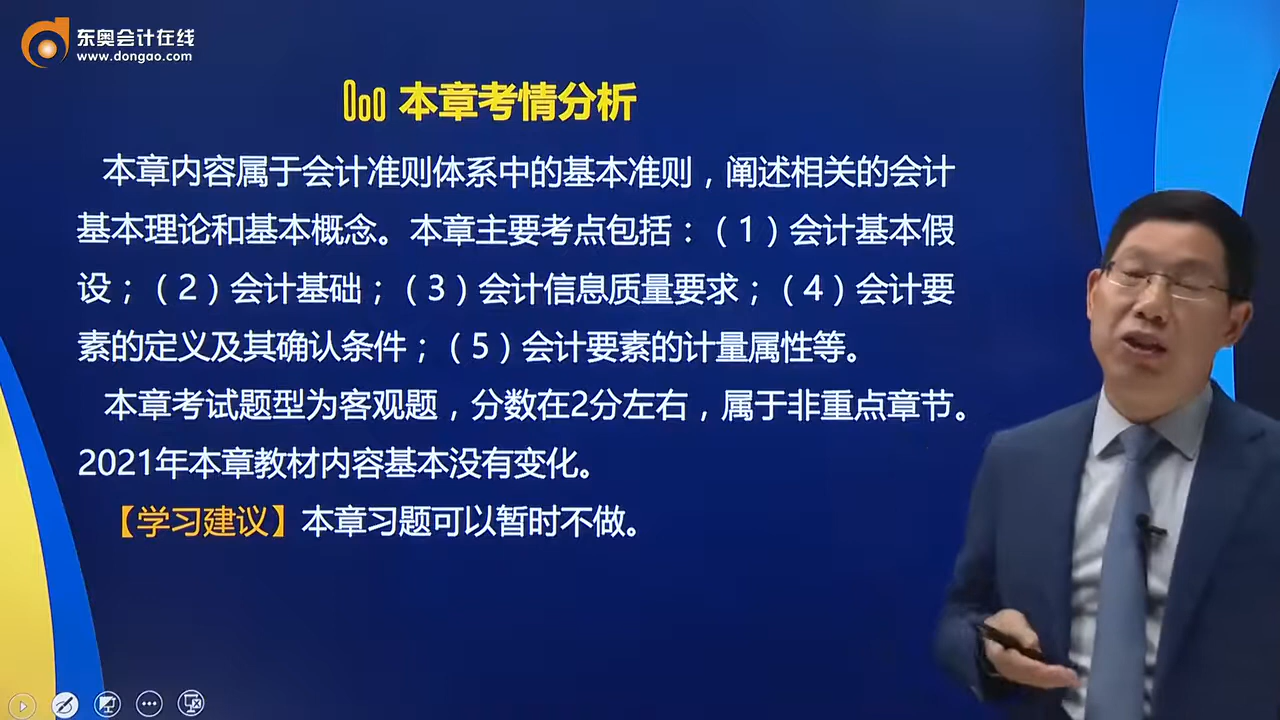 东奥会计在线
www.dongao.com
本章考情分析
本章内容属于会计准则体系中的基本准则，阐述相关的会计
基本理论和基本概念。本章主要考点包括：（1）会计基本假
设；（2）会计基础；（3）会计信息质量要求；（4）会计要
素的定义及其确认条件；（5）会计要素的计量属性等。
本章考试题型为客观题，分数在2分左右，属于非重点章节。
2021年本章教材内容基本没有变化。
【学习建议】本章习题可以暂时不做。